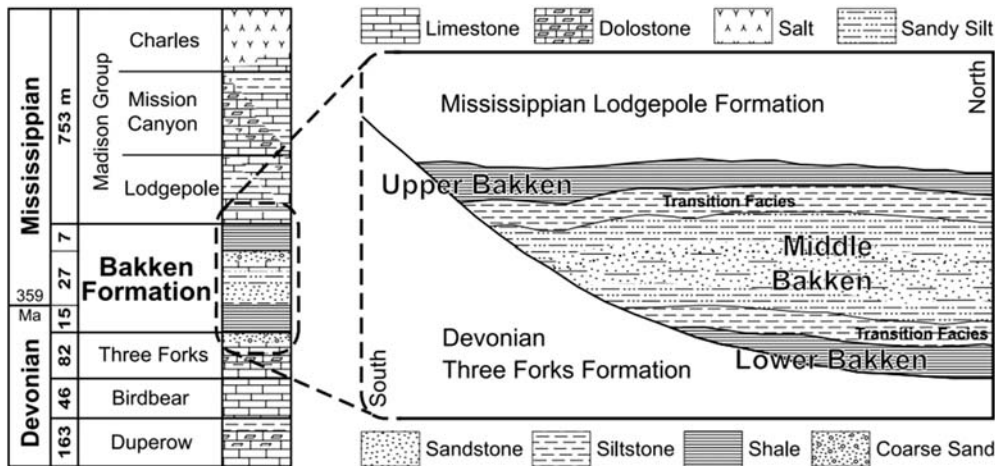 Mississippian
Devonian
753 m
7
27
359
Ma
15
82
46
163
Madison Group
Charles
Mission
Canyon
Lodgepole
Bakken
Formation
Three Forks
Birdbear
Duperow
Limestone
Dolostone
Salt
Sandy Silt
North
Mississippian Lodgepole Formation
Upper Bakken
Transition Facies
Middle
Bakken
Transition Facies
Lower Bakken
Devonian
Three Forks Formation
South
Sandstone
Siltstone
Shale
Coarse Sand